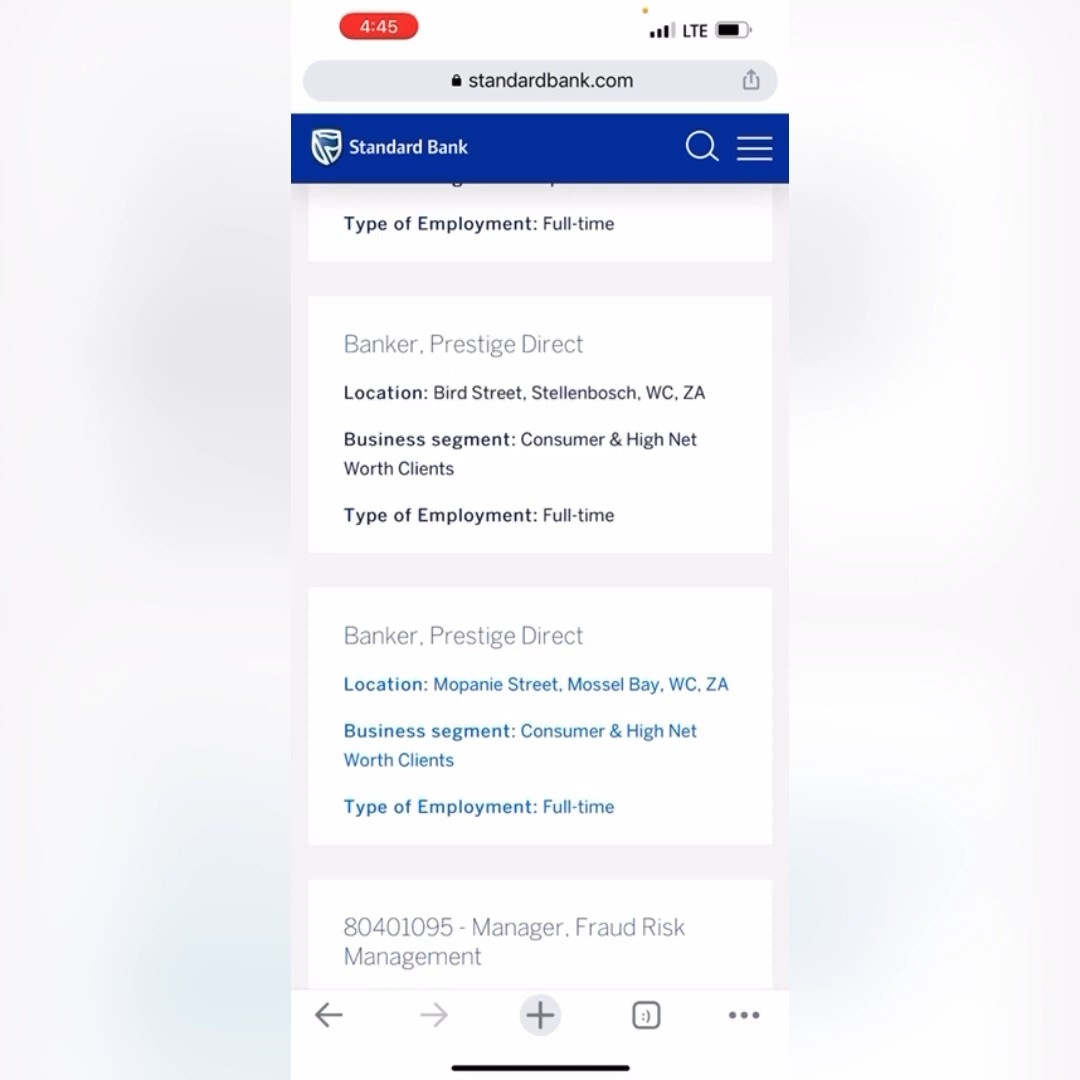 4:45
LTE
standardbank.com
Standard Bank
Type of Employment: Full-time
Banker, Prestige Direct
Location: Bird Street, Stellenbosch, WC, ZA
Business segment: Consumer & High Net
Worth Clients
Type of Employment: Full-time
Banker, Prestige Direct
Location: Mopanie Street, Mossel Bay, WC, ZA
Business segment: Consumer & High Net
Worth Clients
Type of Employment: Full-time
80401095 - Manager, Fraud Risk
Management
:)